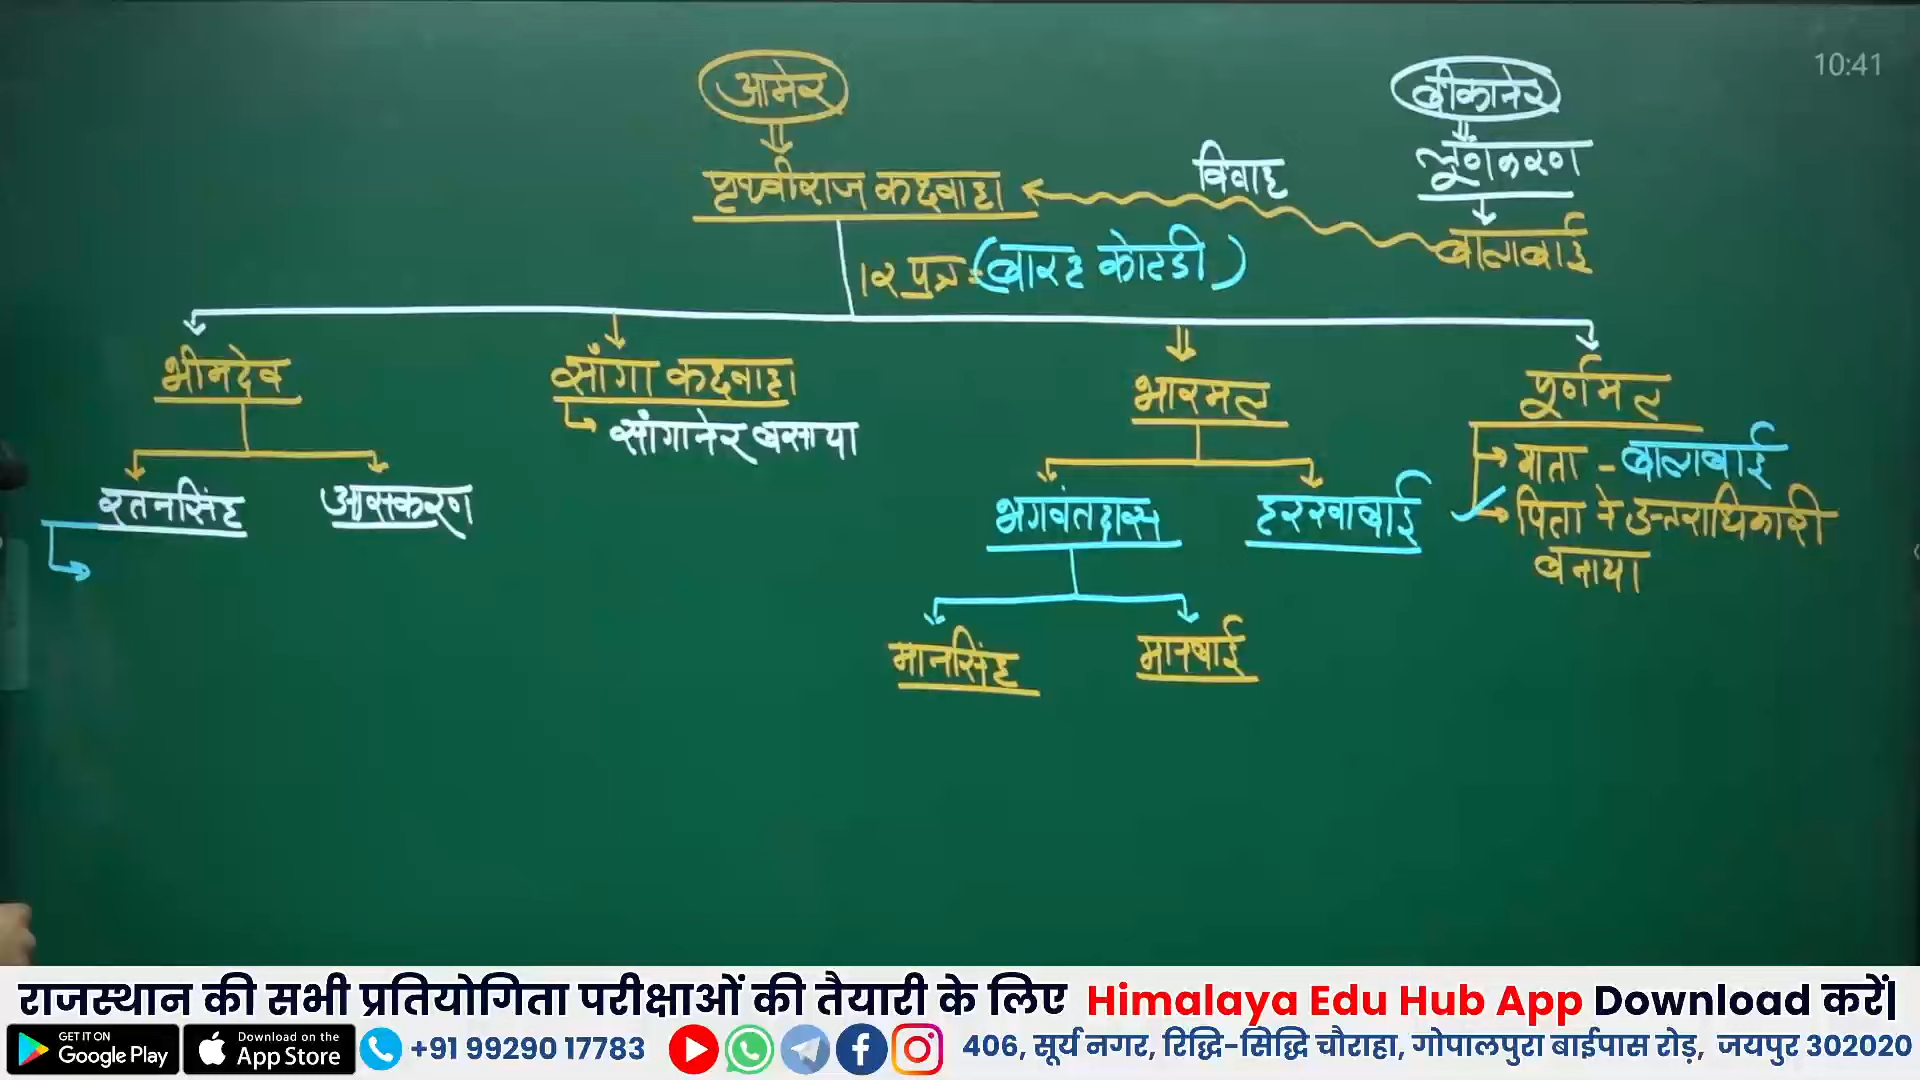 10:41
आमेर
बीकानेर
लूणकरण
विवाह
पृथ्वीराज कछवाहा
बालाबाई
12 पुत्र = (बारह कोटडी)
भीमदेव
सांगा कछवाहा
भारमल
पूर्णमल
सांगानेर बसाया
माता - बालाबाई
रतनसिंह
आसकरण
भगवंतदास
हरखाबाई
पिता ने उत्तराधिकारी
बनाया
मानसिंह
मानबाई
राजस्थान की सभी प्रतियोगिता परीक्षाओं की तैयारी के लिए Himalaya Edu Hub App Download करें|
GET IT ON
Google Play
Download on the
App Store
+91 99290 17783
406, सूर्य नगर, रिद्धि-सिद्धि चौराहा, गोपालपुरा बाईपास रोड़, जयपुर 302020